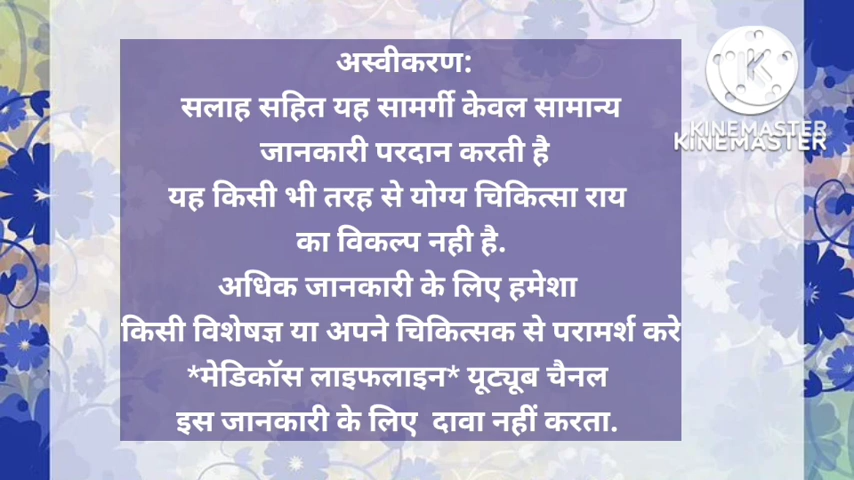 अस्वीकरण:
सलाह सहित यह सामर्गी केवल सामान्य
जानकारी परदान करती है
यह किसी भी तरह से योग्य चिकित्सा राय
का विकल्प नही है.
अधिक जानकारी के लिए हमेशा
किसी विशेषज्ञ या अपने चिकित्सक से परामर्श करे
*मेडिकॉस लाइफलाइन* यूट्यूब चैनल
इस जानकारी के लिए दावा नहीं करता.
K
KINEMASTER
KINEMASTER